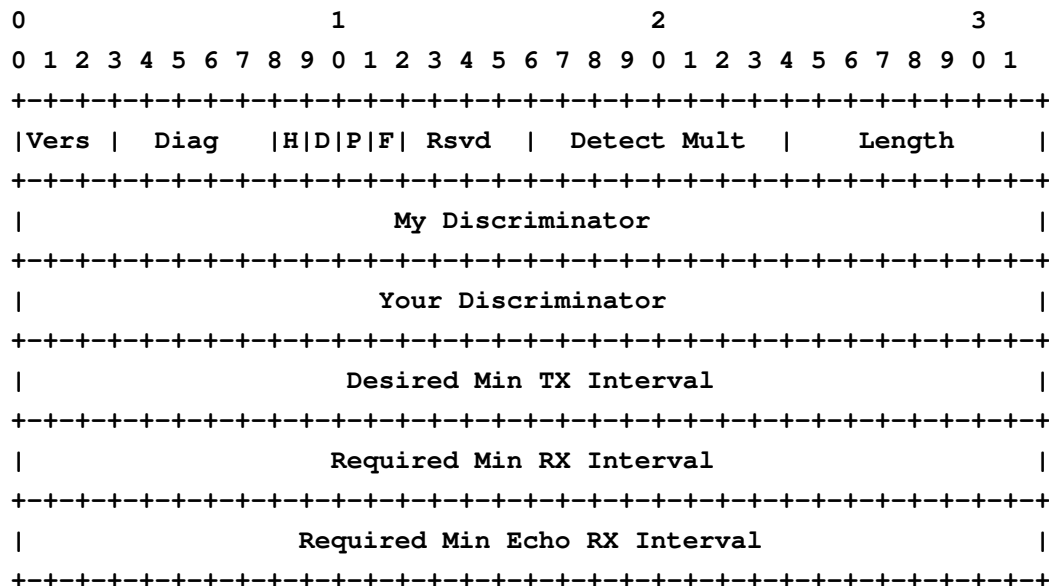 0                   1                   2                   3
0 1 2 3 4 5 6 7 8 9 0 1 2 3 4 5 6 7 8 9 0 1 2 3 4 5 6 7 8 9 0 1
+-+-+-+-+-+-+-+-+-+-+-+-+-+-+-+-+-+-+-+-+-+-+-+-+-+-+-+-+-+-+-+-+
|Vers |  Diag   |H|D|P|F| Rsvd  |  Detect Mult  |    Length     |
+-+-+-+-+-+-+-+-+-+-+-+-+-+-+-+-+-+-+-+-+-+-+-+-+-+-+-+-+-+-+-+-+
|                       My Discriminator                        |
+-+-+-+-+-+-+-+-+-+-+-+-+-+-+-+-+-+-+-+-+-+-+-+-+-+-+-+-+-+-+-+-+
|                      Your Discriminator                       |
+-+-+-+-+-+-+-+-+-+-+-+-+-+-+-+-+-+-+-+-+-+-+-+-+-+-+-+-+-+-+-+-+
|                    Desired Min TX Interval                    |
+-+-+-+-+-+-+-+-+-+-+-+-+-+-+-+-+-+-+-+-+-+-+-+-+-+-+-+-+-+-+-+-+
|                   Required Min RX Interval                    |
+-+-+-+-+-+-+-+-+-+-+-+-+-+-+-+-+-+-+-+-+-+-+-+-+-+-+-+-+-+-+-+-+
|                 Required Min Echo RX Interval                 |
+-+-+-+-+-+-+-+-+-+-+-+-+-+-+-+-+-+-+-+-+-+-+-+-+-+-+-+-+-+-+-+-+